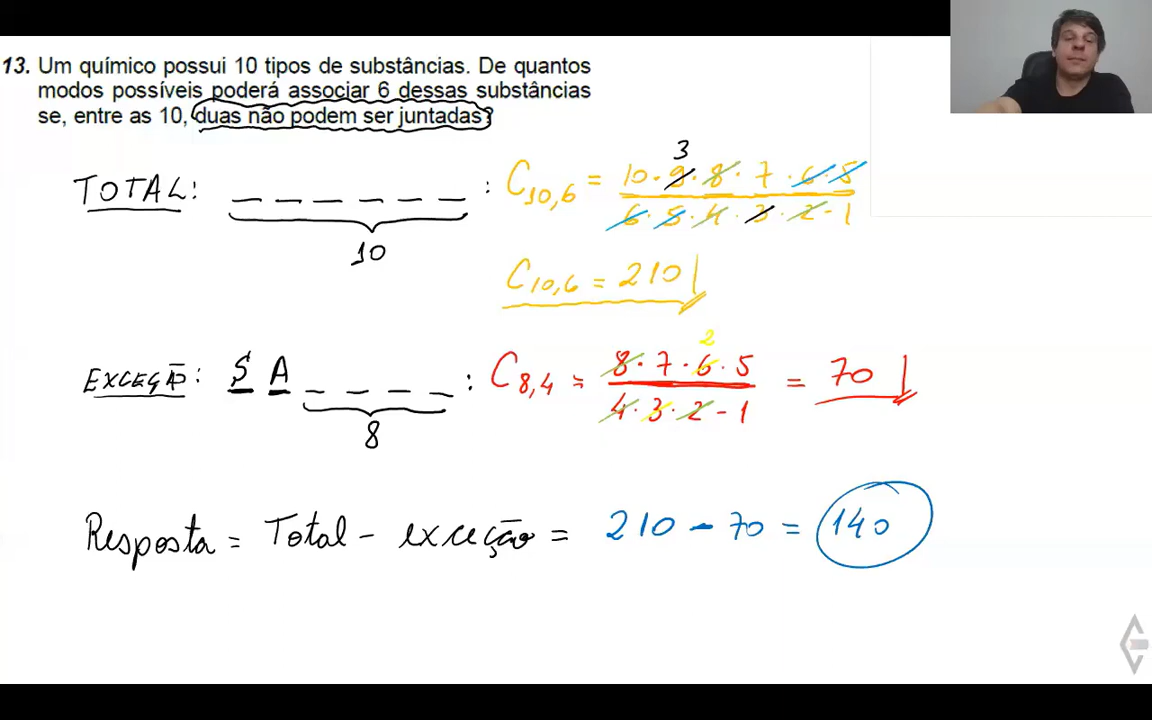 13. Um químico possui 10 tipos de substâncias. De quantos
modos possíveis poderá associar 6 dessas substâncias
se, entre as 10, duas não podem ser juntadas?
3
TOTAL: _ _ _ _ _ _ : C10,6 = 10·9·8·7·6·5 / 6·5·4·3·2·1
10
C10,6 = 210
2
EXCEÇÃO: S A _ _ _ _ : C8,4 = 8·7·6·5 / 4·3·2·1 = 70
8
Resposta = Total - exceção = 210 - 70 = 140